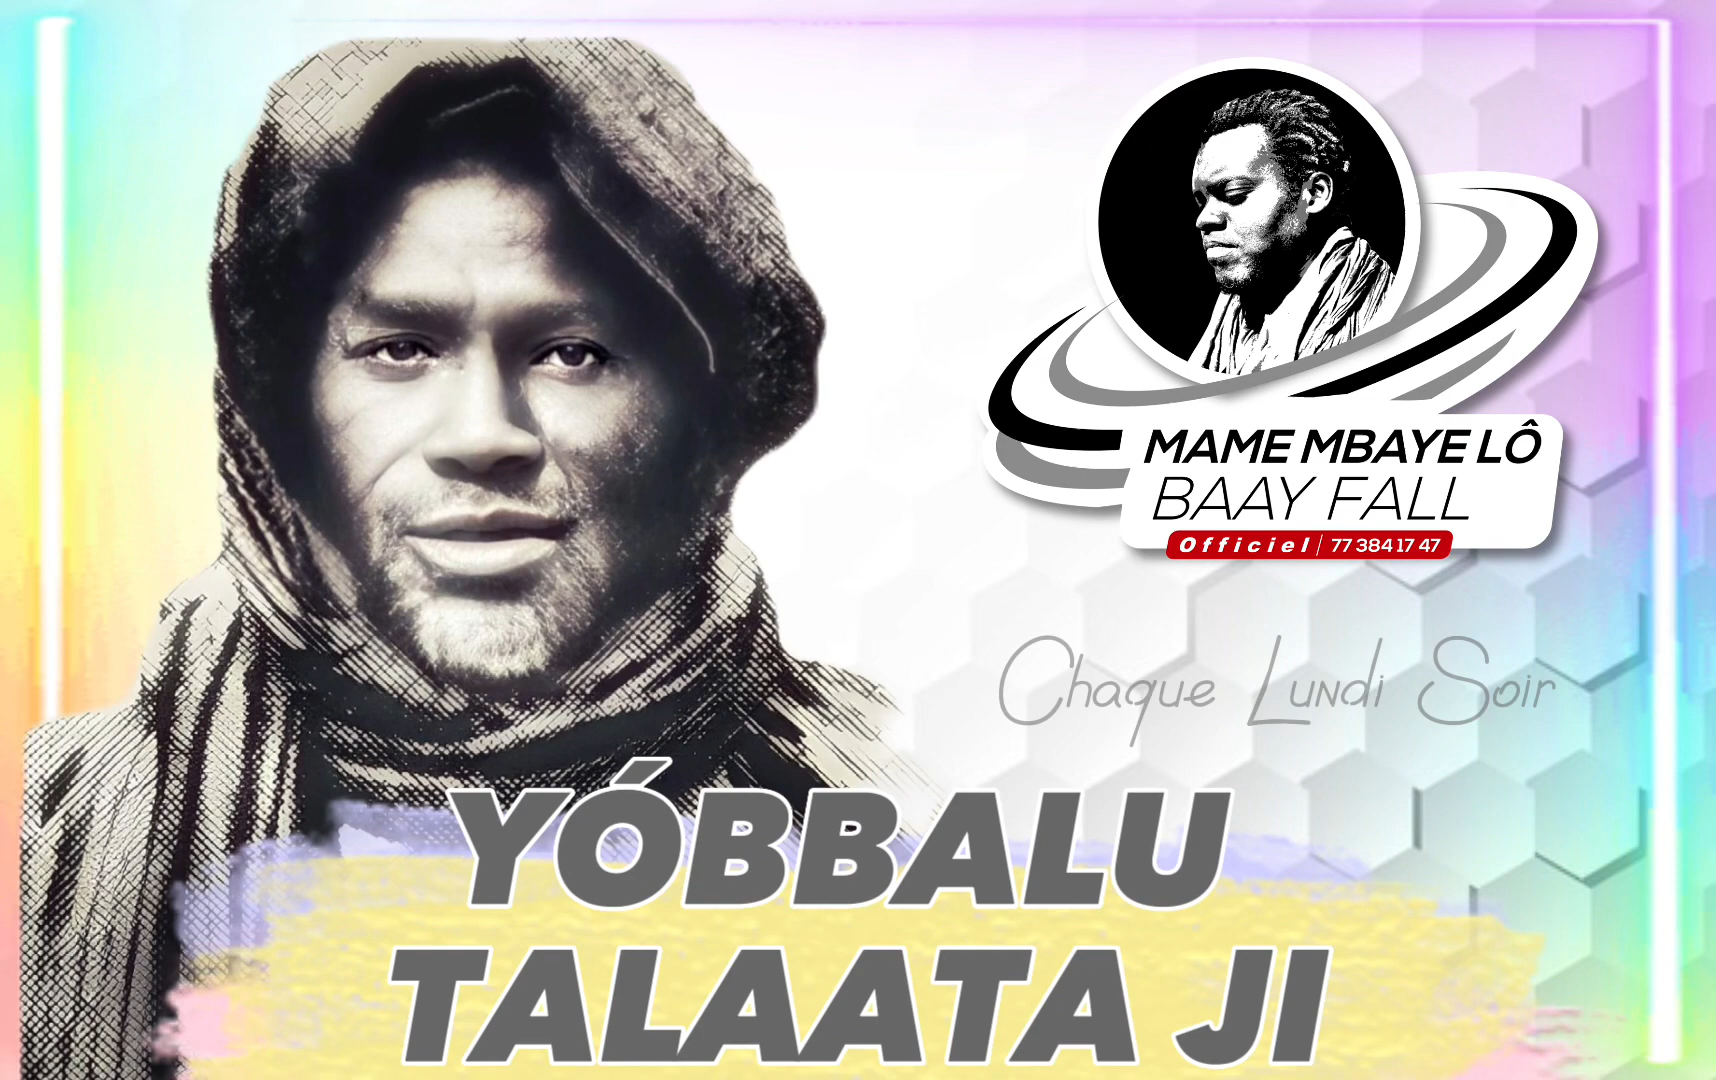 MAME MBAYE LÔ
BAAY FALL
Officiel | 77 384 17 47
Chaque Lundi Soir
YÓBBALU
TALAATA JI